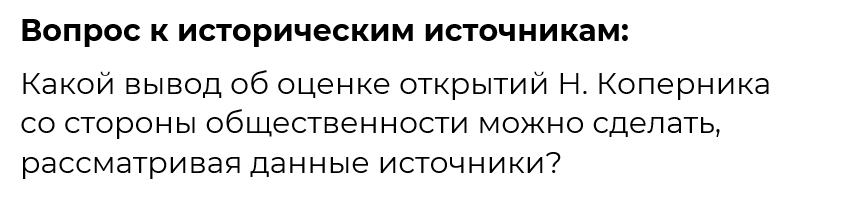 Вопрос к историческим источникам:
Какой вывод об оценке открытий Н. Коперника
со стороны общественности можно сделать,
рассматривая данные источники?